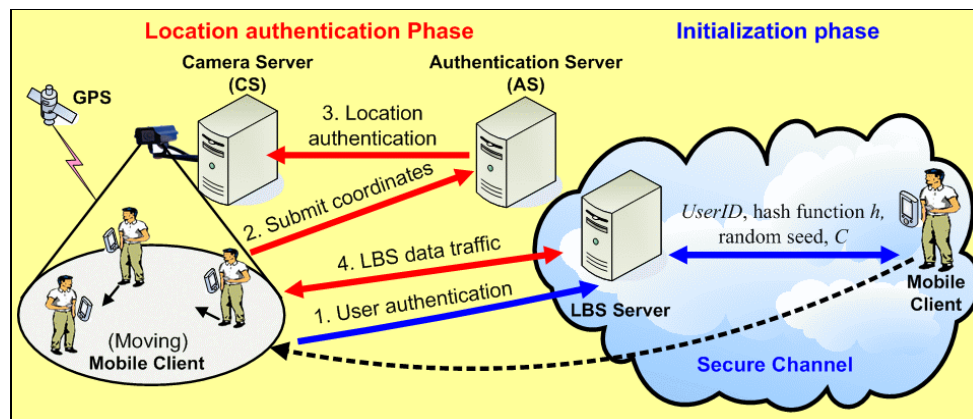 Location authentication Phase
Initialization phase
Camera Server
(CS)
Authentication Server
(AS)
GPS
3. Location
authentication
2. Submit coordinates
UserID, hash function h,
random seed, C
4. LBS data traffic
1. User authentication
LBS Server
Mobile
Client
(Moving)
Mobile Client
Secure Channel